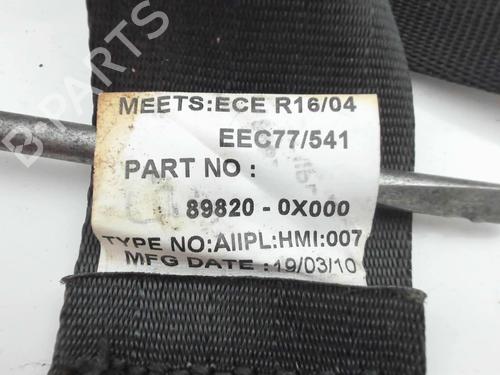 MEETS:ECE R16/04
EEC77/541
PART NO :
89820 - 0X000
TYPE NO:AIIPL:HMI:007
MFG DATE :19/03/10
B-PARTS